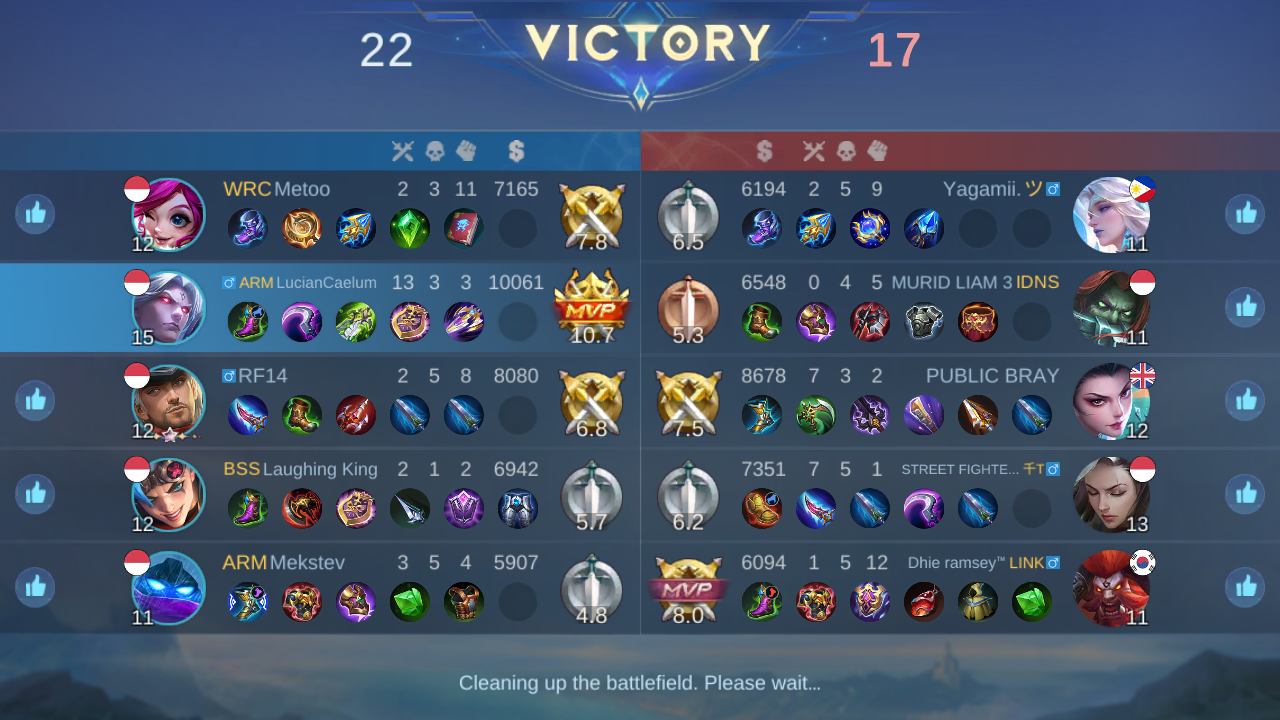 22 VICTORY 17
WRC Metoo 2 3 11 7165
12 7.8
6194 2 5 9 Yagamii. ツ♂
6.5 11
♂ ARM LucianCaelum 13 3 3 10061
15 MVP 10.7
6548 0 4 5 MURID LIAM 3 IDNS
5.3 11
♂ RF14 2 5 8 8080
12 6.8
8678 7 3 2 PUBLIC BRAY
7.5 12
BSS Laughing King 2 1 2 6942
12 5.7
7351 7 5 1 STREET FIGHTE... 千T♂
6.2 13
ARM Mekstev 3 5 4 5907
11 4.8
6094 1 5 12 Dhie ramsey™ LINK♂
MVP 8.0 11
Cleaning up the battlefield. Please wait...